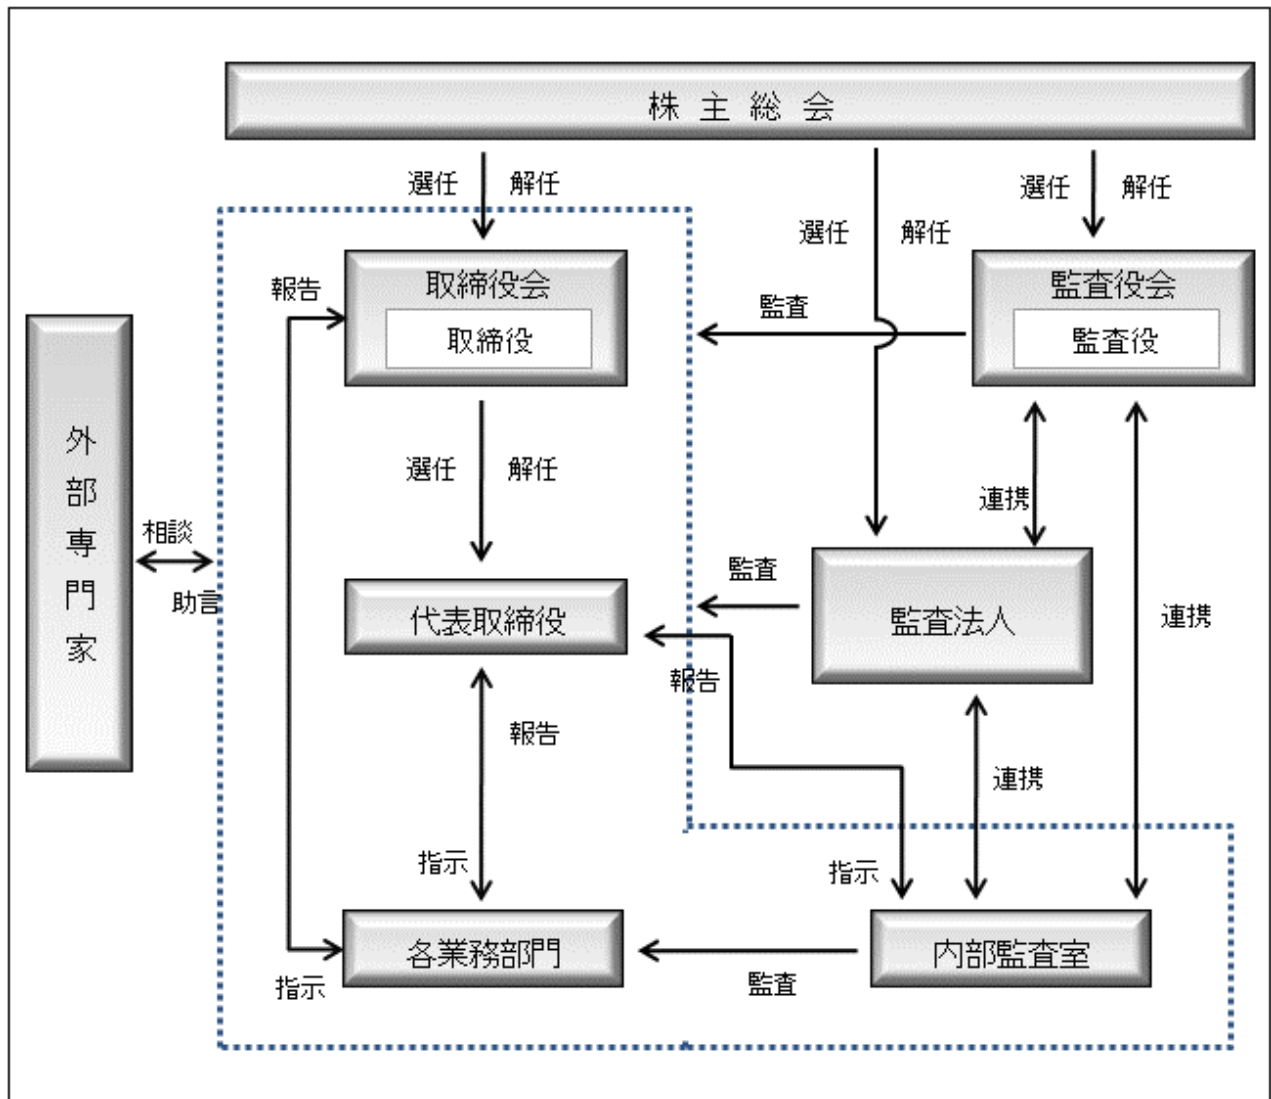 株主総会
選任 解任
選任 解任
選任 解任
報告
取締役会
取締役
監査
監査役会
監査役
外部専門家
選任 解任
連携
相談
助言
監査
代表取締役
監査法人
連携
報告
報告
連携
指示
指示
各業務部門
内部監査室
監査
指示